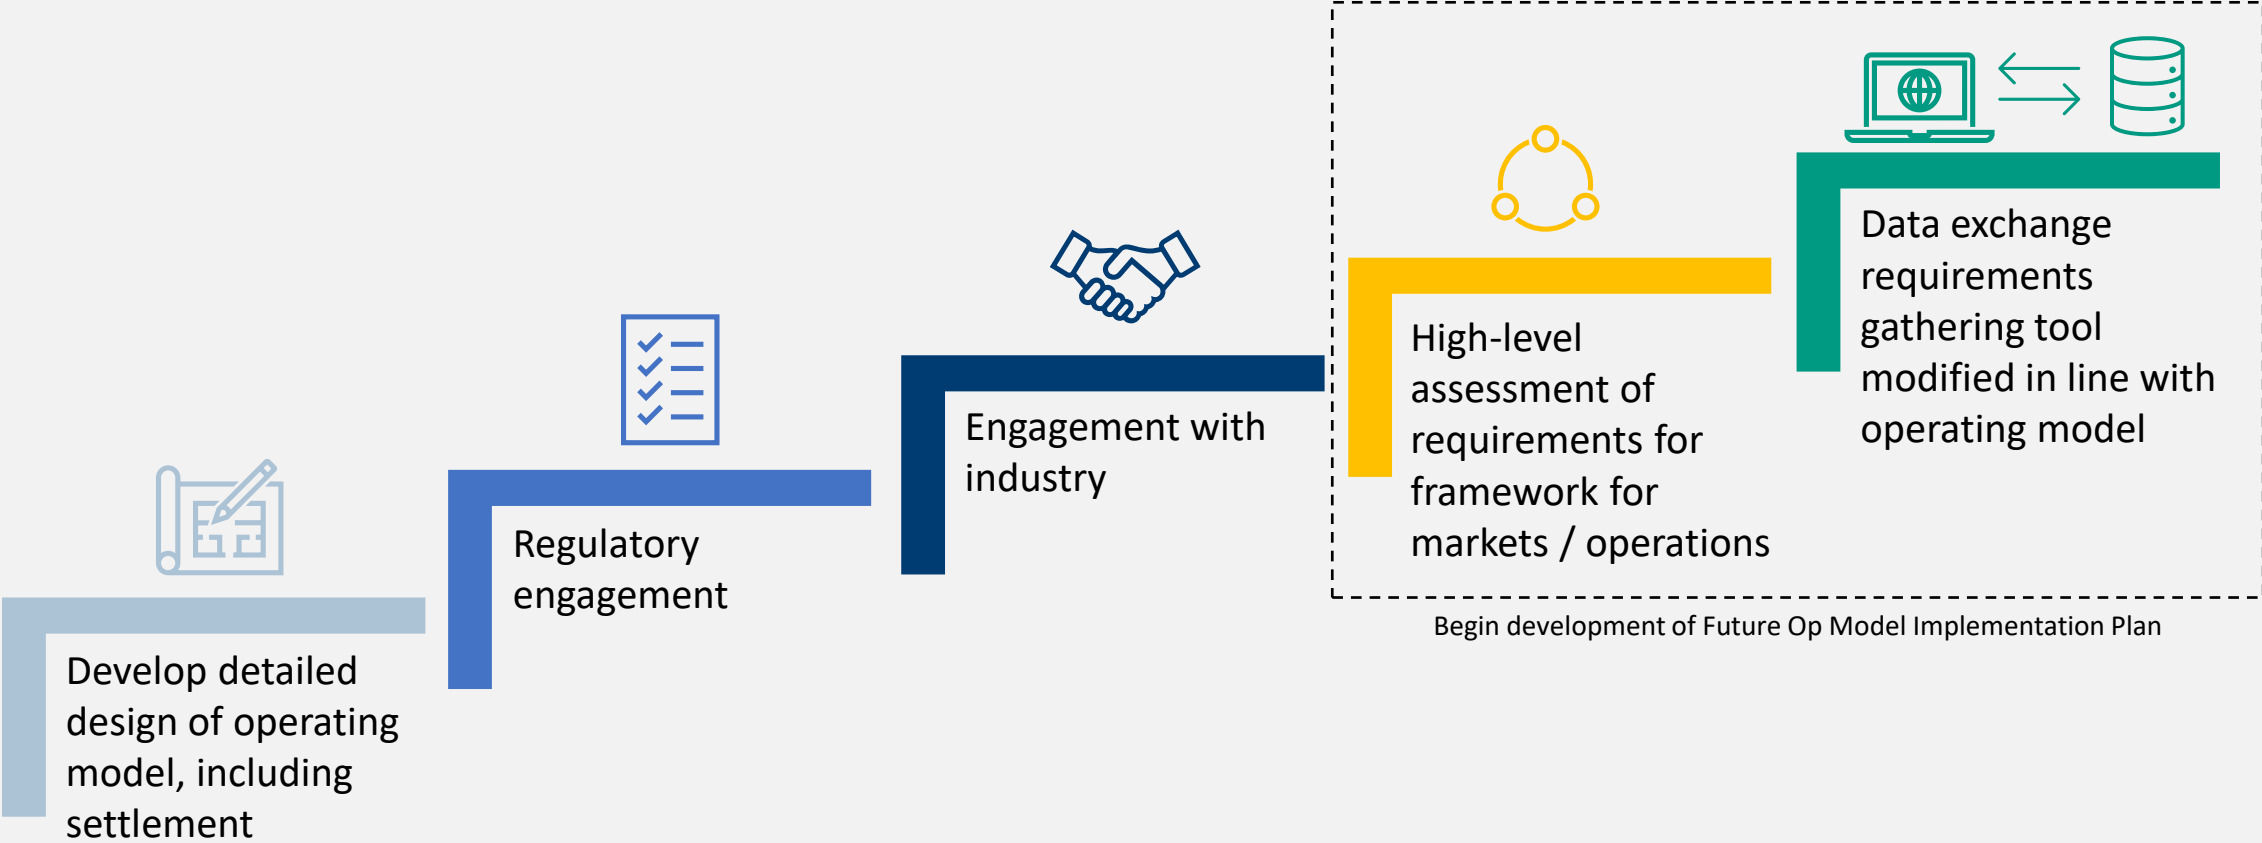 Develop detailed
design of operating
model, including
settlement
Regulatory
engagement
Engagement with
industry
High-level
assessment of
requirements for
framework for
markets / operations
Data exchange
requirements
gathering tool
modified in line with
operating model
Begin development of Future Op Model Implementation Plan